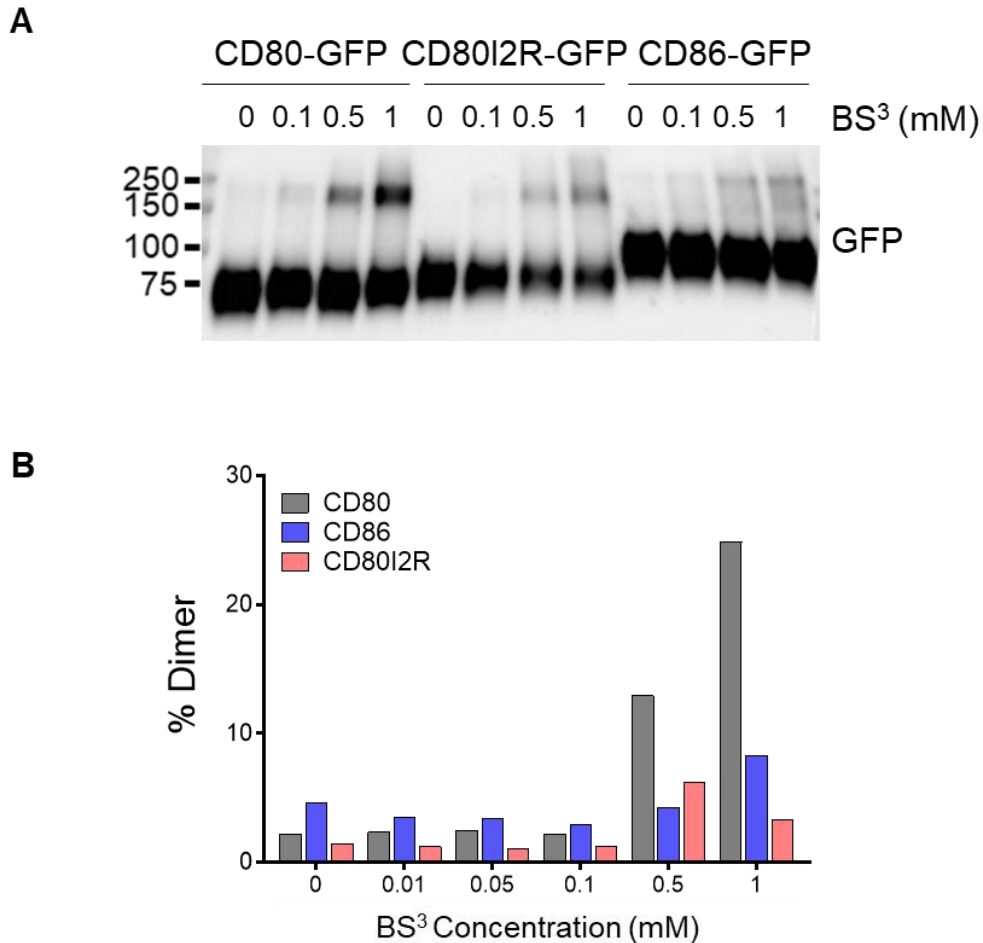 A
CD80-GFP CD80I2R-GFP CD86-GFP
0 0.1 0.5 1 0 0.1 0.5 1 0 0.1 0.5 1 BS³ (mM)
250
150
100
75
GFP
B
30
20
10
0
% Dimer
CD80
CD86
CD80I2R
0 0.01 0.05 0.1 0.5 1
BS³ Concentration (mM)